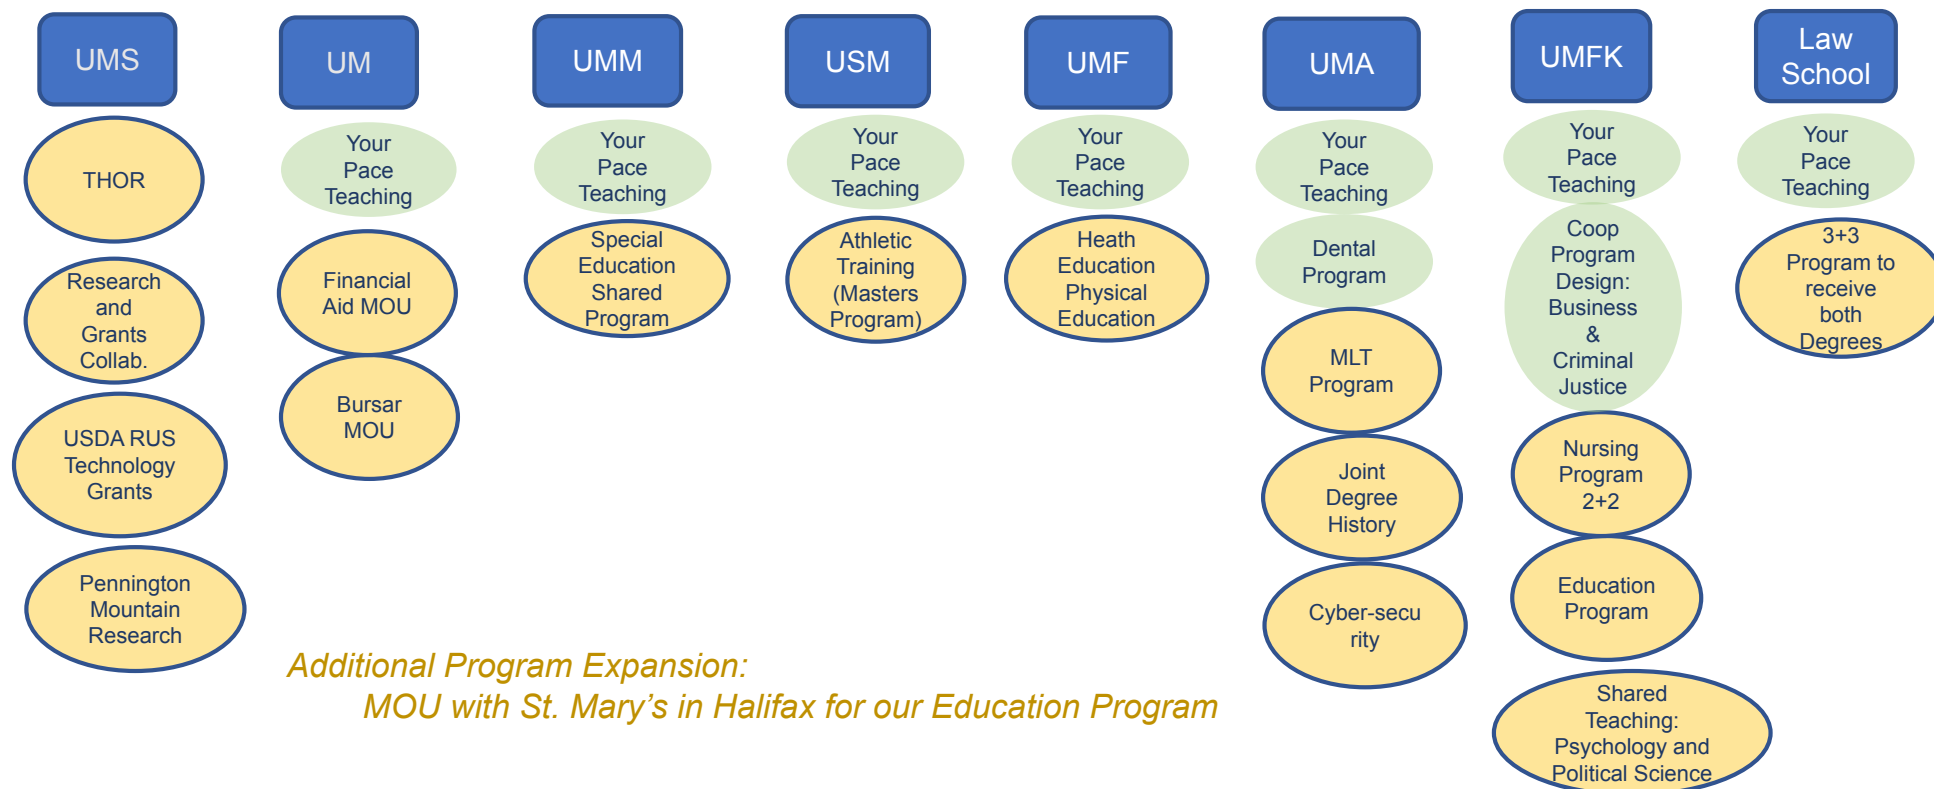 UMS
THOR
Research
and
Grants
Collab.
USDA RUS
Technology
Grants
Pennington
Mountain
Research
UM
Your
Pace
Teaching
Financial
Aid MOU
Bursar
MOU
UMM
Your
Pace
Teaching
Special
Education
Shared
Program
USM
Your
Pace
Teaching
Athletic
Training
(Masters
Program)
UMF
Your
Pace
Teaching
Heath
Education
Physical
Education
UMA
Your
Pace
Teaching
Dental
Program
MLT
Program
Joint
Degree
History
Cyber-secu
rity
UMFK
Your
Pace
Teaching
Coop
Program
Design:
Business
&
Criminal
Justice
Nursing
Program
2+2
Education
Program
Shared
Teaching:
Psychology and
Political Science
Law
School
Your
Pace
Teaching
3+3
Program to
receive
both
Degrees
Additional Program Expansion:
MOU with St. Mary’s in Halifax for our Education Program